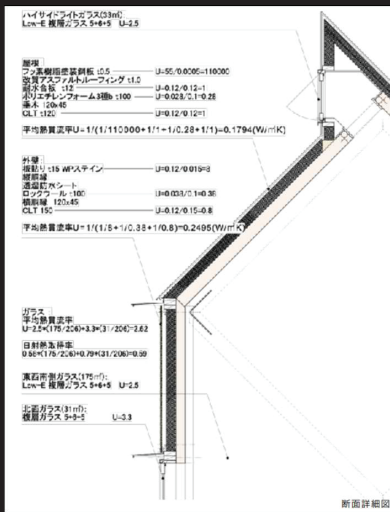 ハイサイドライトガラス(33㎡)
Low-E 複層ガラス 5+6+5 U=2.5
屋根
フッ素樹脂塗装鋼板 t0.5 U=55/0.0005=110000
改質アスファルトルーフィング t1.0
耐水合板 t12 U=0.12/0.12=1
ポリエチレンフォーム3種b t100 U=0.028/0.1=0.28
垂木 120x45
CLT t120 U=0.12/0.12=1
平均熱貫流率U=1/(1/110000+1/1+1/0.28+1/1)=0.1794(W/㎡K)
外壁
板貼り t15 WPステイン U=0.12/0.015=8
縦胴縁
透湿防水シート
ロックウール t100 U=0.038/0.1=0.38
横胴縁 120x45
CLT 150 U=0.12/0.15=0.8
平均熱貫流率U=1/(1/8+1/0.38+1/0.8)=0.2495(W/㎡K)
ガラス
平均熱貫流率
U=2.5*(175/206)+3.3*(31/206)=2.62
日射熱取得率
0.55*(175/206)+0.79*(31/206)=0.59
東西南側ガラス(175㎡):
Low-E 複層ガラス 5+6+5 U=2.5
北面ガラス(31㎡):
複層ガラス 5+6+5 U=3.3
断面詳細図